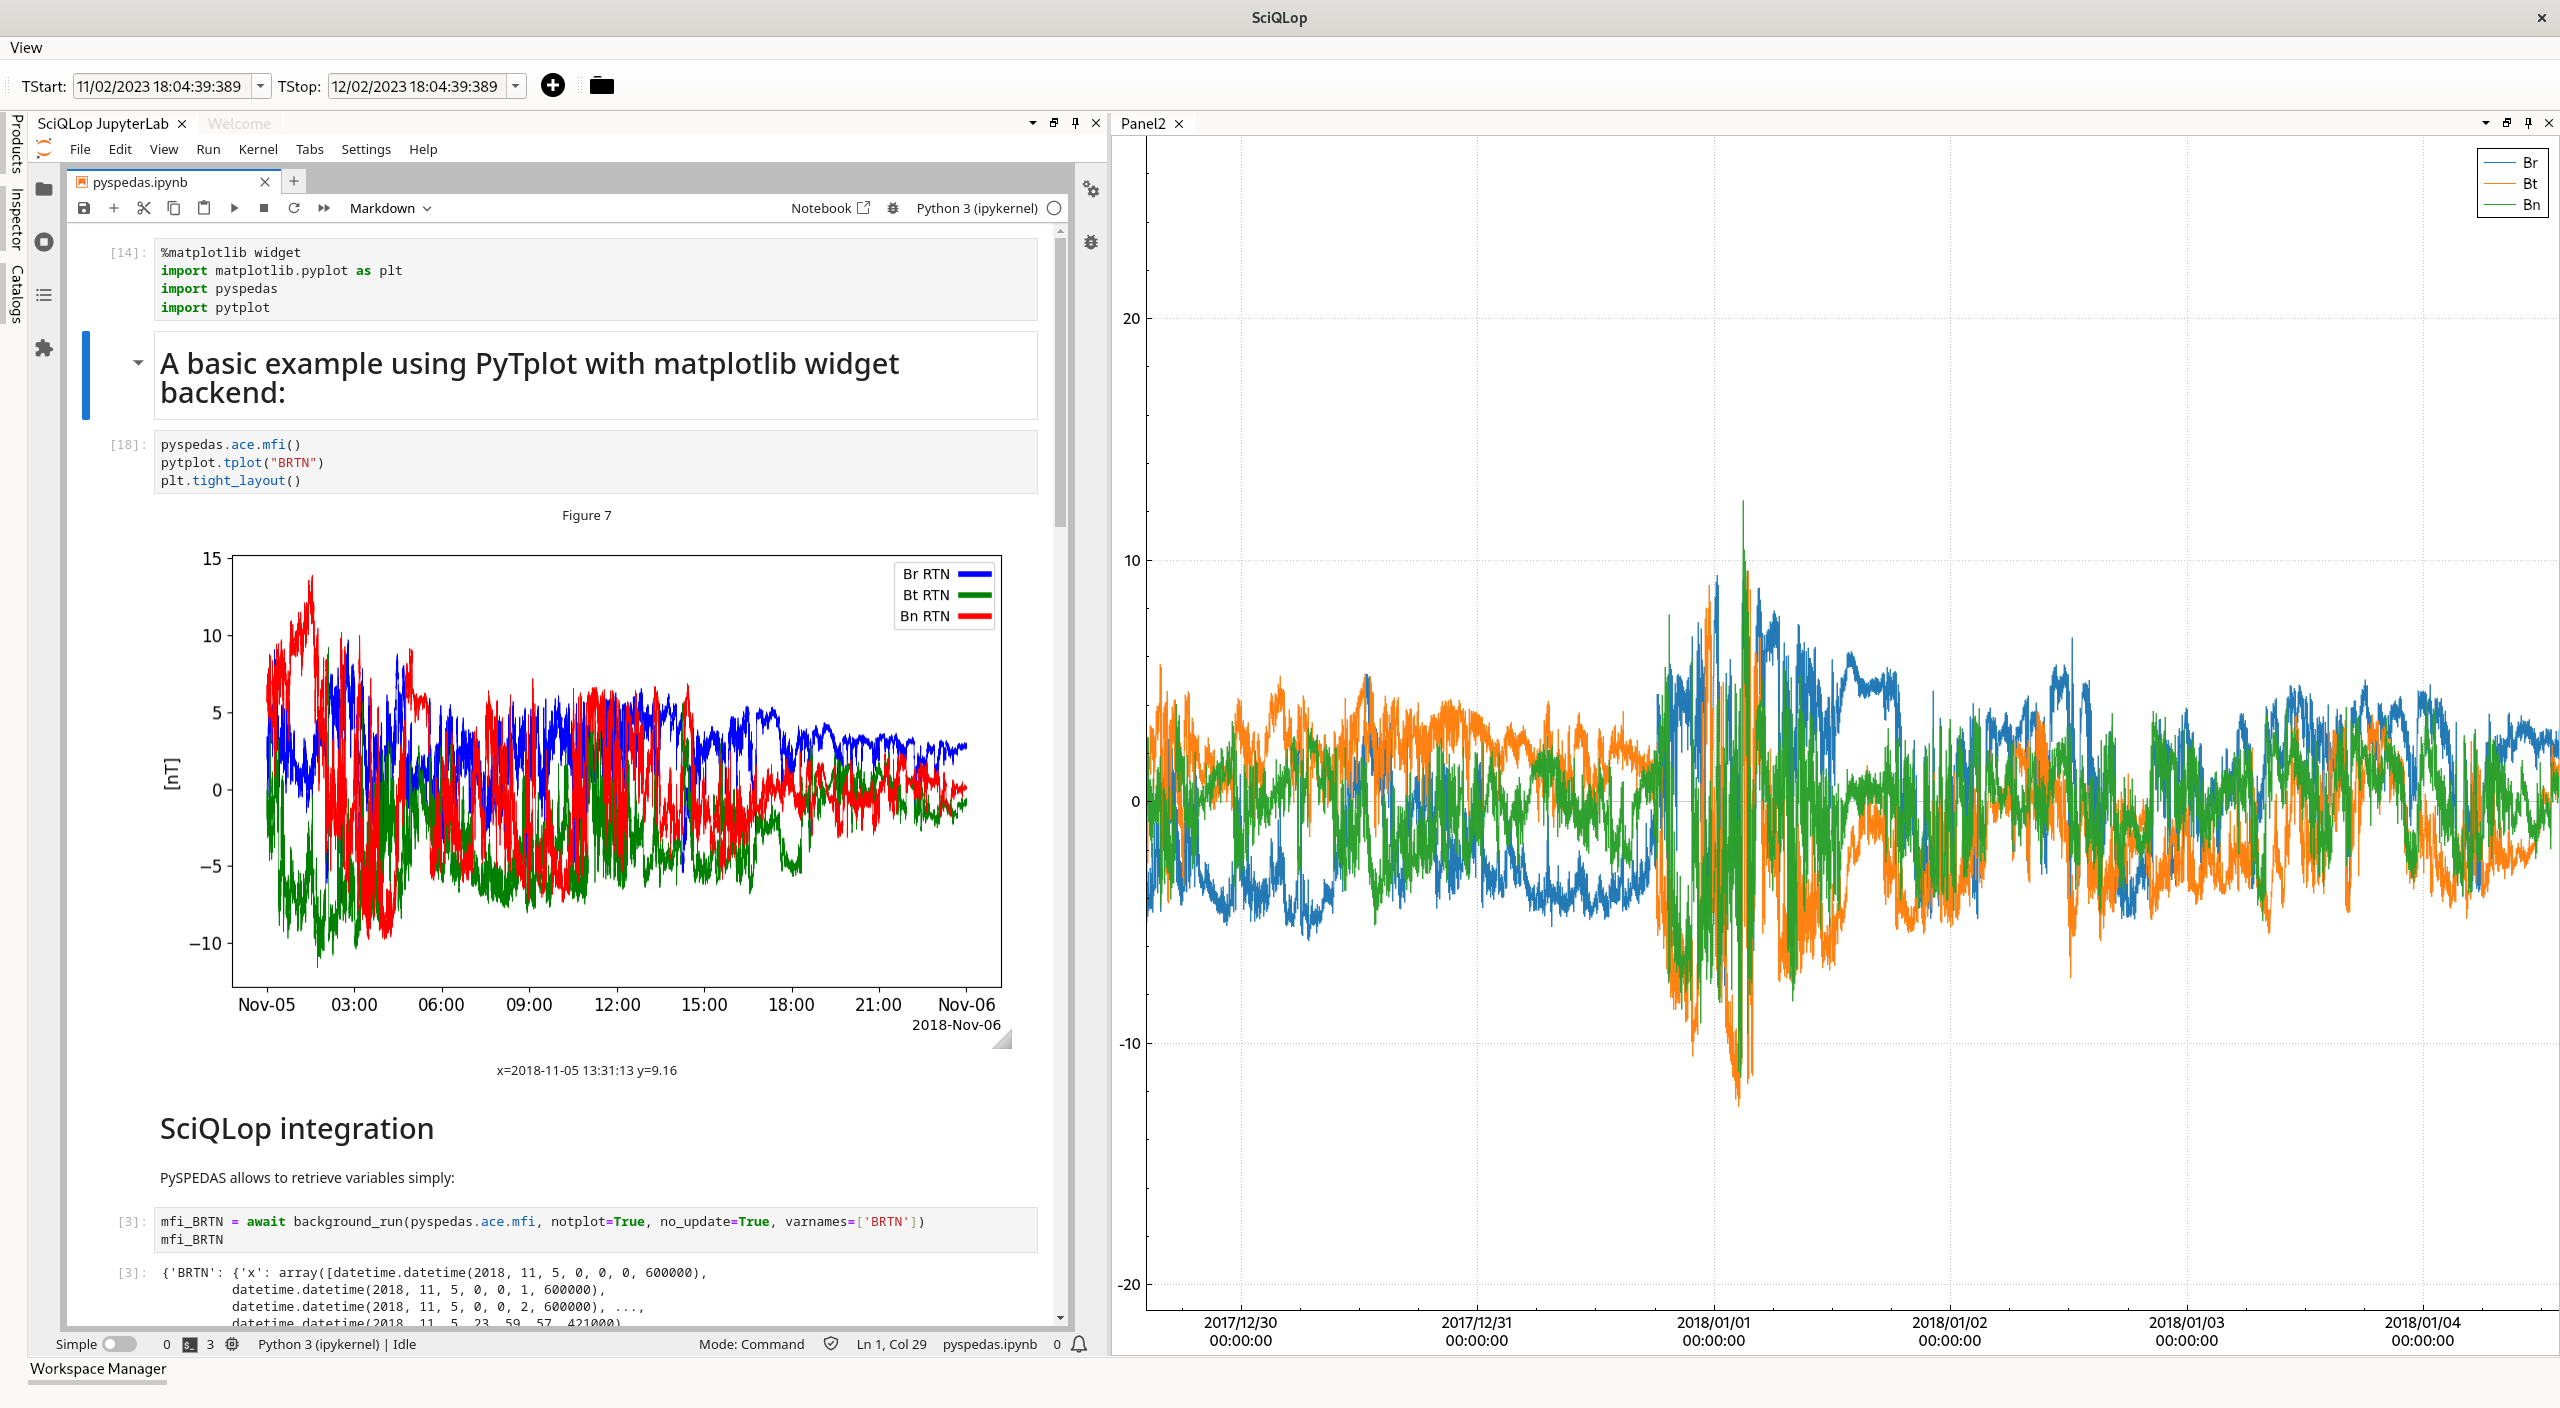 SciQLop
View
TStart: 11/02/2023 18:04:39:389 TStop: 12/02/2023 18:04:39:389
Products
Inspector
Catalogs
SciQLop JupyterLab Welcome
File Edit View Run Kernel Tabs Settings Help
pyspedas.ipynb
Markdown Notebook Python 3 (ipykernel)
[14]: %matplotlib widget
import matplotlib.pyplot as plt
import pyspedas
import pytplot
A basic example using PyTplot with matplotlib widget
backend:
[18]: pyspedas.ace.mfi()
pytplot.tplot("BRTN")
plt.tight_layout()
Figure 7
15
10
5
0
−5
−10
[nT]
Br RTN
Bt RTN
Bn RTN
Nov-05 03:00 06:00 09:00 12:00 15:00 18:00 21:00 Nov-06
2018-Nov-06
x=2018-11-05 13:31:13 y=9.16
SciQLop integration
PySPEDAS allows to retrieve variables simply:
[3]: mfi_BRTN = await background_run(pyspedas.ace.mfi, notplot=True, no_update=True, varnames=['BRTN'])
mfi_BRTN
[3]: {'BRTN': {'x': array([datetime.datetime(2018, 11, 5, 0, 0, 0, 600000),
datetime.datetime(2018, 11, 5, 0, 0, 1, 600000),
datetime.datetime(2018, 11, 5, 0, 0, 2, 600000), ...,
datetime.datetime(2018, 11, 5, 23, 59, 57, 421000),
Simple 0 3 Python 3 (ipykernel) | Idle Mode: Command Ln 1, Col 29 pyspedas.ipynb 0
Workspace Manager
Panel2
Br
Bt
Bn
20
10
0
-10
-20
2017/12/30 2017/12/31 2018/01/01 2018/01/02 2018/01/03 2018/01/04
00:00:00 00:00:00 00:00:00 00:00:00 00:00:00 00:00:00